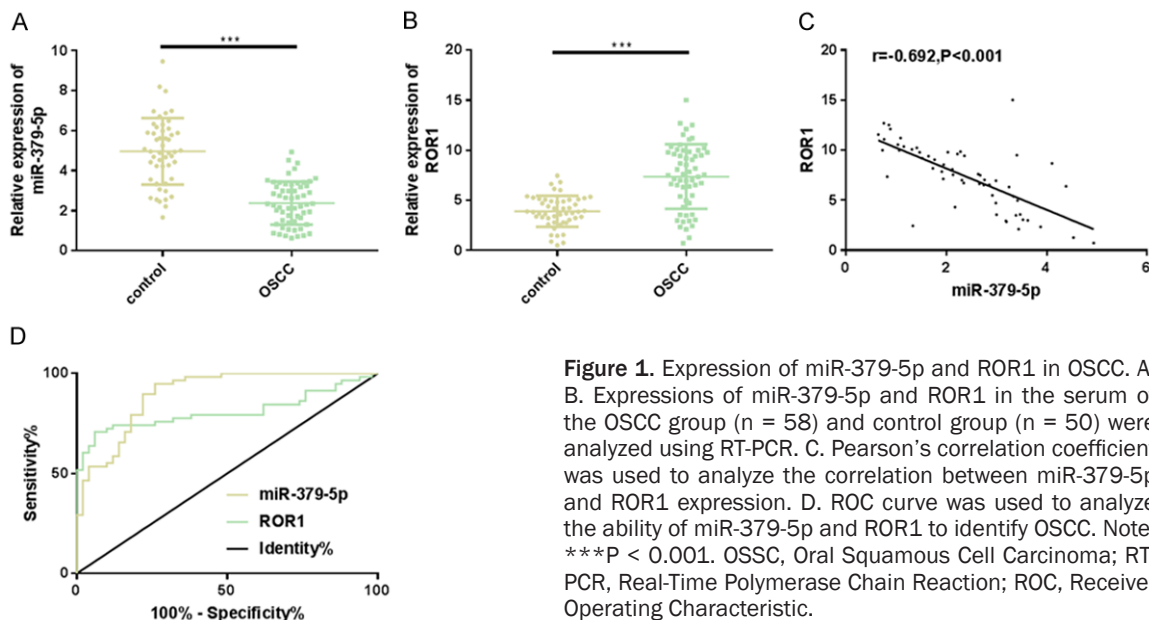 A
***
Relative expression of
miR-379-5p
10
8
6
4
2
0
control
OSCC
B
***
Relative expression of
ROR1
20
15
10
5
0
control
OSCC
C
r=-0.692,P<0.001
ROR1
20
15
10
5
0
0
2
4
6
miR-379-5p
D
Sensitivity%
100
50
0
miR-379-5p
ROR1
Identity%
0
50
100
100% - Specificity%
Figure 1. Expression of miR-379-5p and ROR1 in OSCC. A
B. Expressions of miR-379-5p and ROR1 in the serum o
the OSCC group (n = 58) and control group (n = 50) were
analyzed using RT-PCR. C. Pearson's correlation coefficien
was used to analyze the correlation between miR-379-5p
and ROR1 expression. D. ROC curve was used to analyze
the ability of miR-379-5p and ROR1 to identify OSCC. Note
***P < 0.001. OSSC, Oral Squamous Cell Carcinoma; RT
PCR, Real-Time Polymerase Chain Reaction; ROC, Receive
Operating Characteristic.